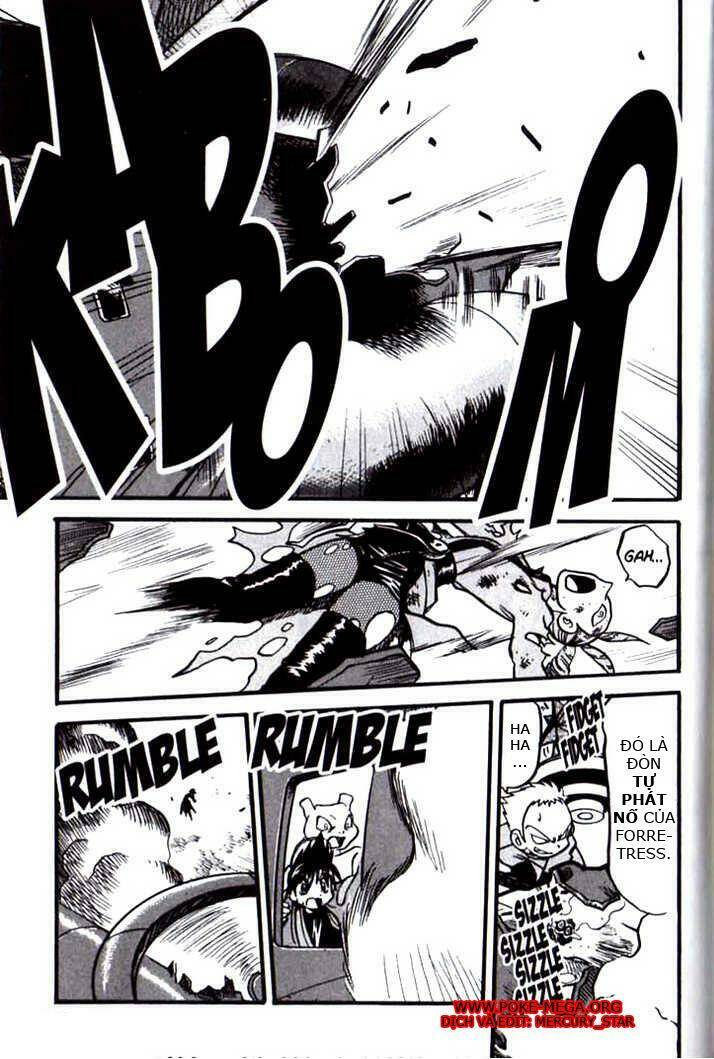 KABOOM
GAH...
ĐÓ LÀ
ĐÒN
TỰ
PHÁT
NỔ CỦA
FORRE-
TRESS.
HA
HA
...
FIDGET
FIDGET
SIZZLE
SIZZLE
SIZZLE
SIZZLE
RUMBLE
RUMBLE
WWW.POKE-MEGA.ORG
DỊCH VÀ EDIT: MERCURY_STAR